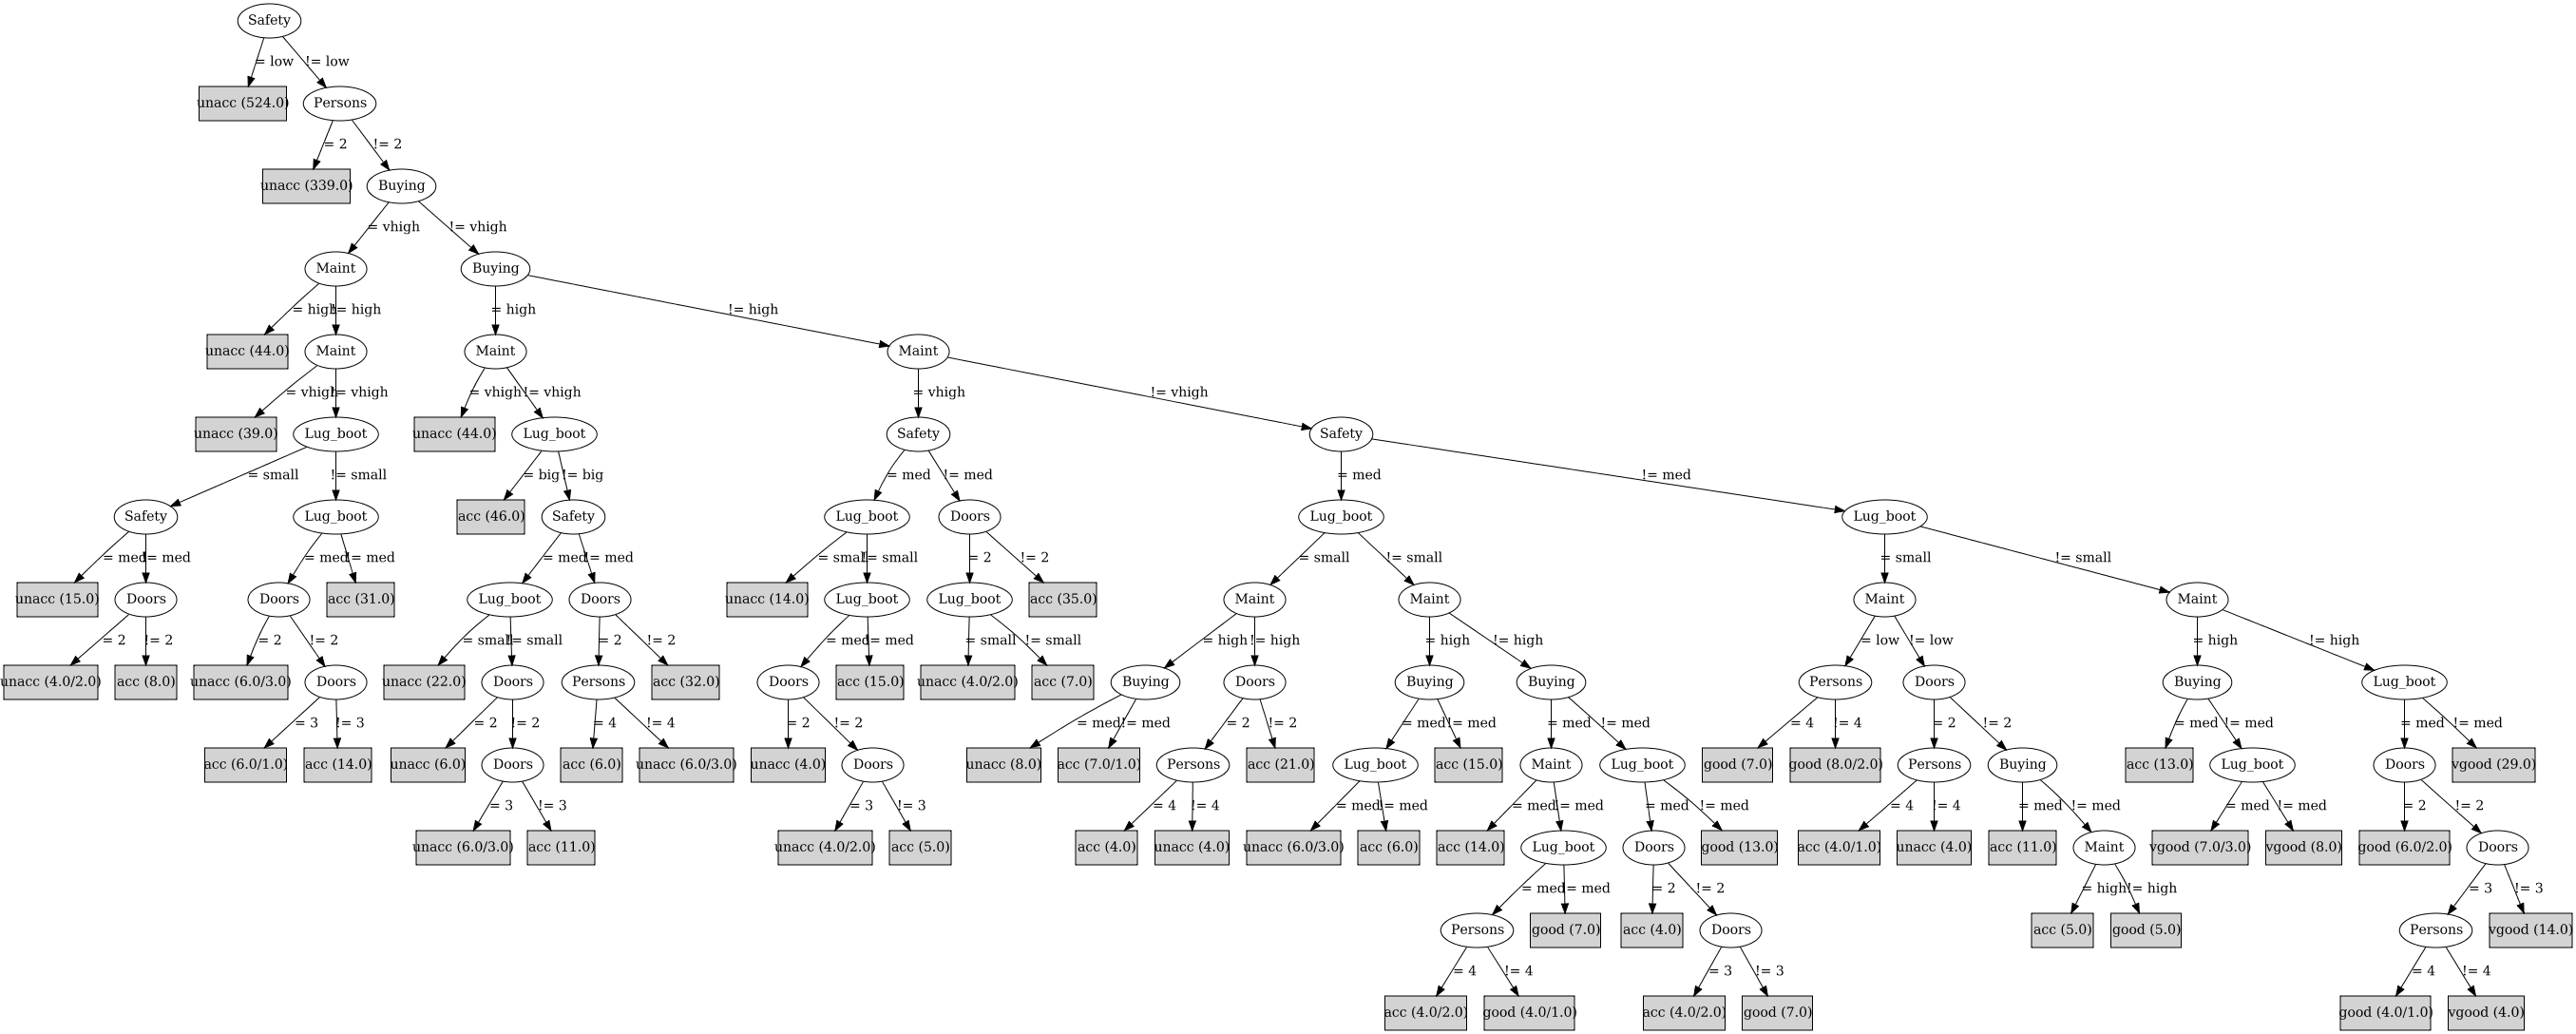 Safety
= low != low
unacc (524.0) Persons
= 2 != 2
unacc (339.0) Buying
= vhigh != vhigh
Maint Buying
= high != high = high != high
unacc (44.0) Maint Maint Maint
= vhigh != vhigh = vhigh != vhigh = vhigh != vhigh
unacc (39.0) Lug_boot unacc (44.0) Lug_boot Safety Safety
= small != small = big != big = med != med = med != med
Safety Lug_boot acc (46.0) Safety Lug_boot Doors Lug_boot Lug_boot
= med != med = med != med = med != med = small != small = 2 != 2 = small != small = small != small
unacc (15.0) Doors Doors acc (31.0) Lug_boot Doors unacc (14.0) Lug_boot Lug_boot acc (35.0) Maint Maint Maint Maint
= 2 != 2 = 2 != 2 = small != small = 2 != 2 = med != med = small != small = high != high = high != high = low != low = high != high
unacc (4.0/2.0) acc (8.0) unacc (6.0/3.0) Doors unacc (22.0) Doors Persons acc (32.0) Doors acc (15.0) unacc (4.0/2.0) acc (7.0) Buying Doors Buying Buying Persons Doors Buying Lug_boot
= 3 != 3 = 2 != 2 = 4 != 4 = 2 != 2 = med != med = 2 != 2 = med != med = med != med = 4 != 4 = 2 != 2 = med != med = med != med
acc (6.0/1.0) acc (14.0) unacc (6.0) Doors acc (6.0) unacc (6.0/3.0) unacc (4.0) Doors unacc (8.0) acc (7.0/1.0) Persons acc (21.0) Lug_boot acc (15.0) Maint Lug_boot good (7.0) good (8.0/2.0) Persons Buying acc (13.0) Lug_boot Doors vgood (29.0)
= 3 != 3 = 3 != 3 = 4 != 4 = med != med = med != med = med != med = 4 != 4 = med != med = med != med = 2 != 2
unacc (6.0/3.0) acc (11.0) unacc (4.0/2.0) acc (5.0) acc (4.0) unacc (4.0) unacc (6.0/3.0) acc (6.0) acc (14.0) Lug_boot Doors good (13.0) acc (4.0/1.0) unacc (4.0) acc (11.0) Maint vgood (7.0/3.0) vgood (8.0) good (6.0/2.0) Doors
= med != med = 2 != 2 = high != high = 3 != 3
Persons good (7.0) acc (4.0) Doors acc (5.0) good (5.0) Persons vgood (14.0)
= 4 != 4 = 3 != 3 = 4 != 4
acc (4.0/2.0) good (4.0/1.0) acc (4.0/2.0) good (7.0) good (4.0/1.0) vgood (4.0)